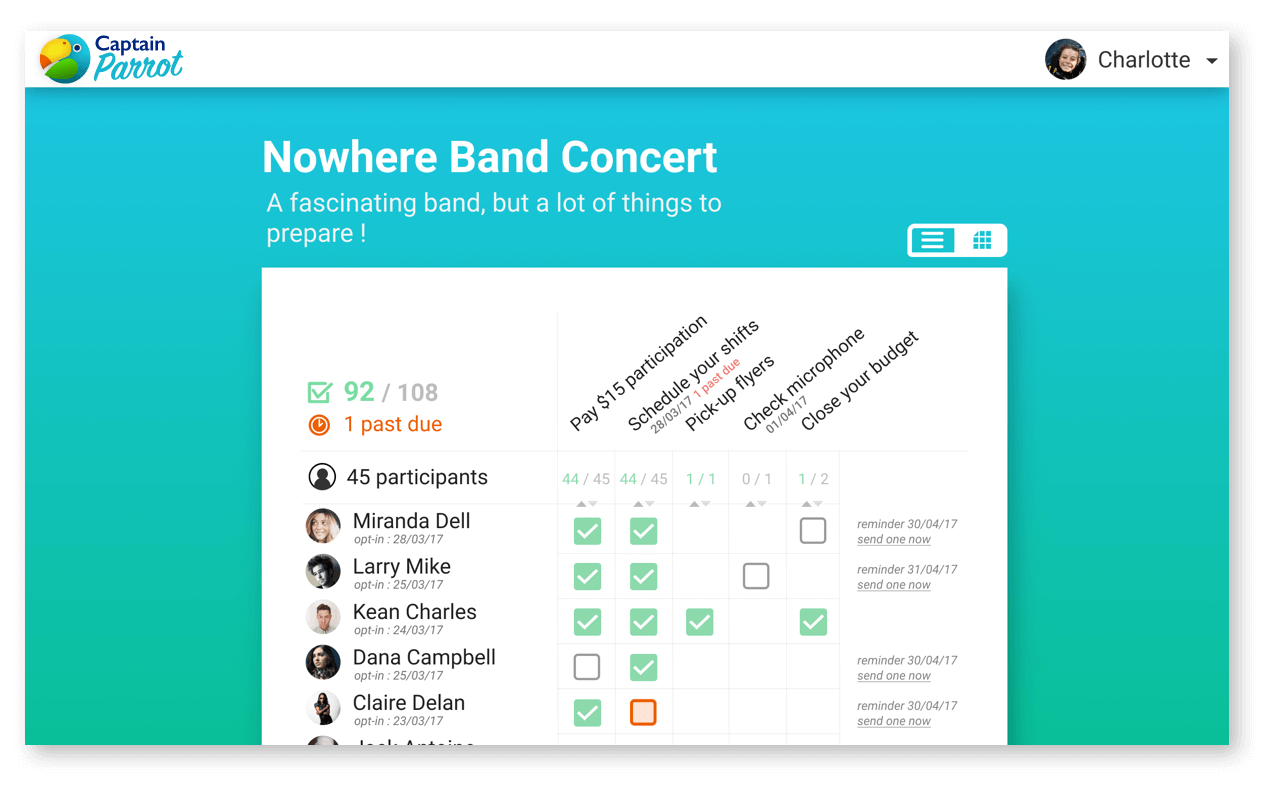 Captain
Parrot
Charlotte
Nowhere Band Concert
A fascinating band, but a lot of things to
prepare !
Pay $15 participation
Schedule your shifts
28/03/17 1 past due
Pick-up flyers
Check microphone
01/04/17
Close your budget
92 / 108
1 past due
45 participants
44 / 45
44 / 45
1 / 1
0 / 1
1 / 2
Miranda Dell
opt-in : 28/03/17
reminder 30/04/17
send one now
Larry Mike
opt-in : 25/03/17
reminder 31/04/17
send one now
Kean Charles
opt-in : 24/03/17
Dana Campbell
opt-in : 25/03/17
reminder 30/04/17
send one now
Claire Delan
opt-in : 23/03/17
reminder 30/04/17
send one now